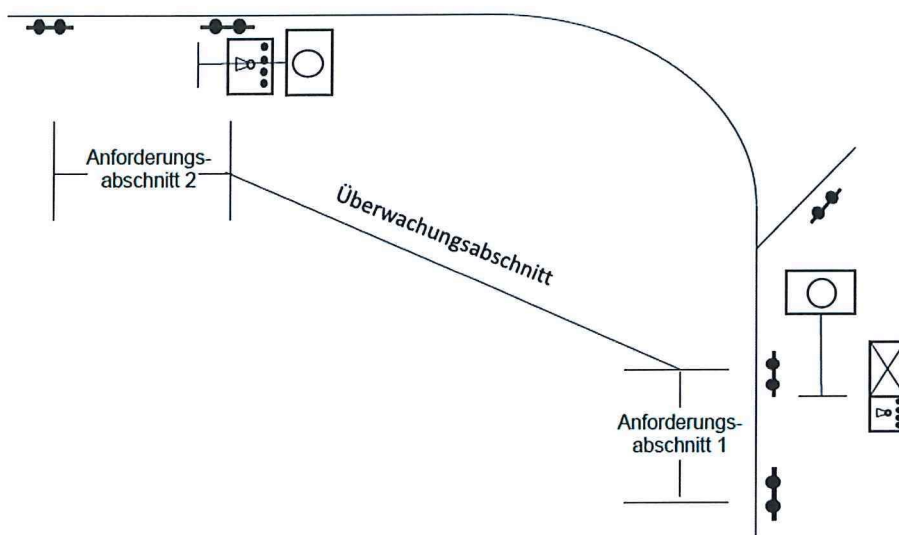 Anforderungs-
abschnitt 2
Überwachungsabschnitt
Anforderungs-
abschnitt 1